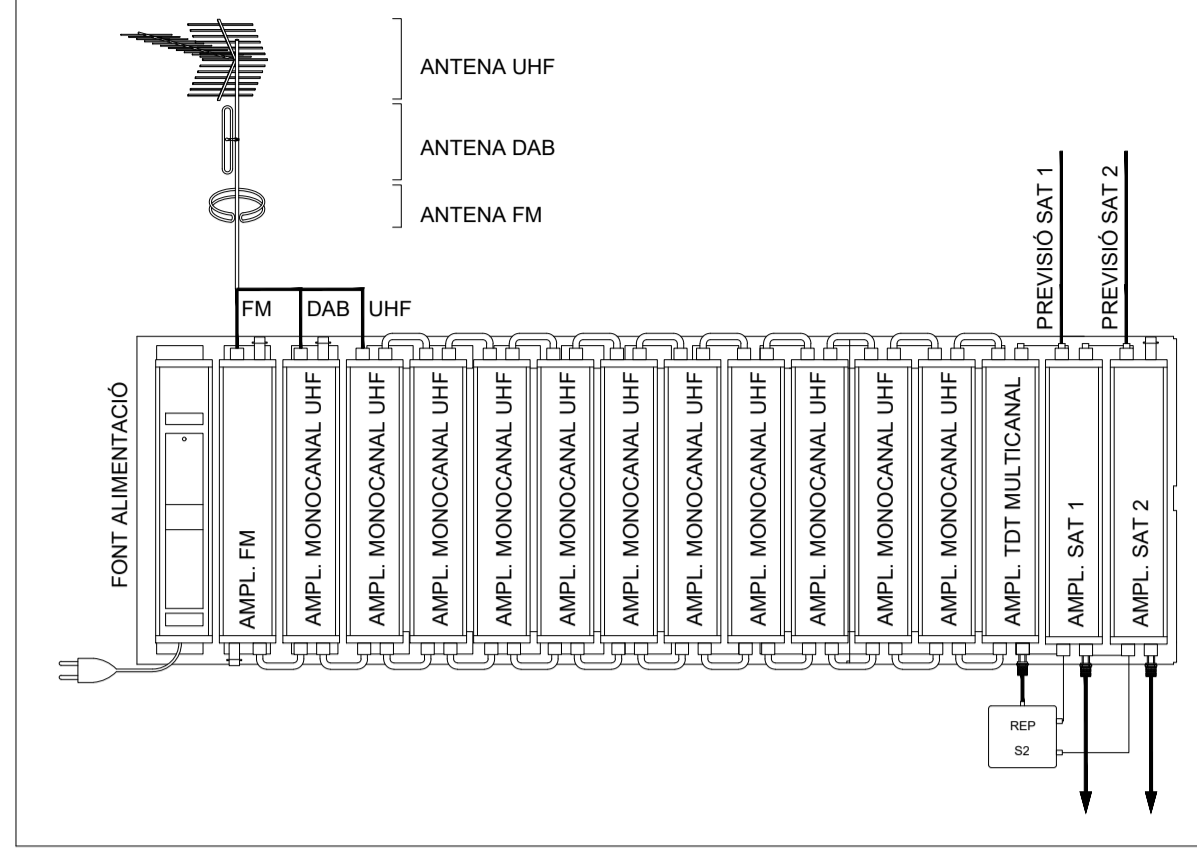 ANTENA UHF
ANTENA DAB
ANTENA FM
PREVISIÓ SAT 1
PREVISIÓ SAT 2
FM
DAB
UHF
FONT ALIMENTACIÓ
AMPL. FM
AMPL. MONOCANAL UHF
AMPL. MONOCANAL UHF
AMPL. MONOCANAL UHF
AMPL. MONOCANAL UHF
AMPL. MONOCANAL UHF
AMPL. MONOCANAL UHF
AMPL. MONOCANAL UHF
AMPL. MONOCANAL UHF
AMPL. MONOCANAL UHF
AMPL. MONOCANAL UHF
AMPL. MONOCANAL UHF
AMPL. TDT MULTICANAL
AMPL. SAT 1
AMPL. SAT 2
REP
S2